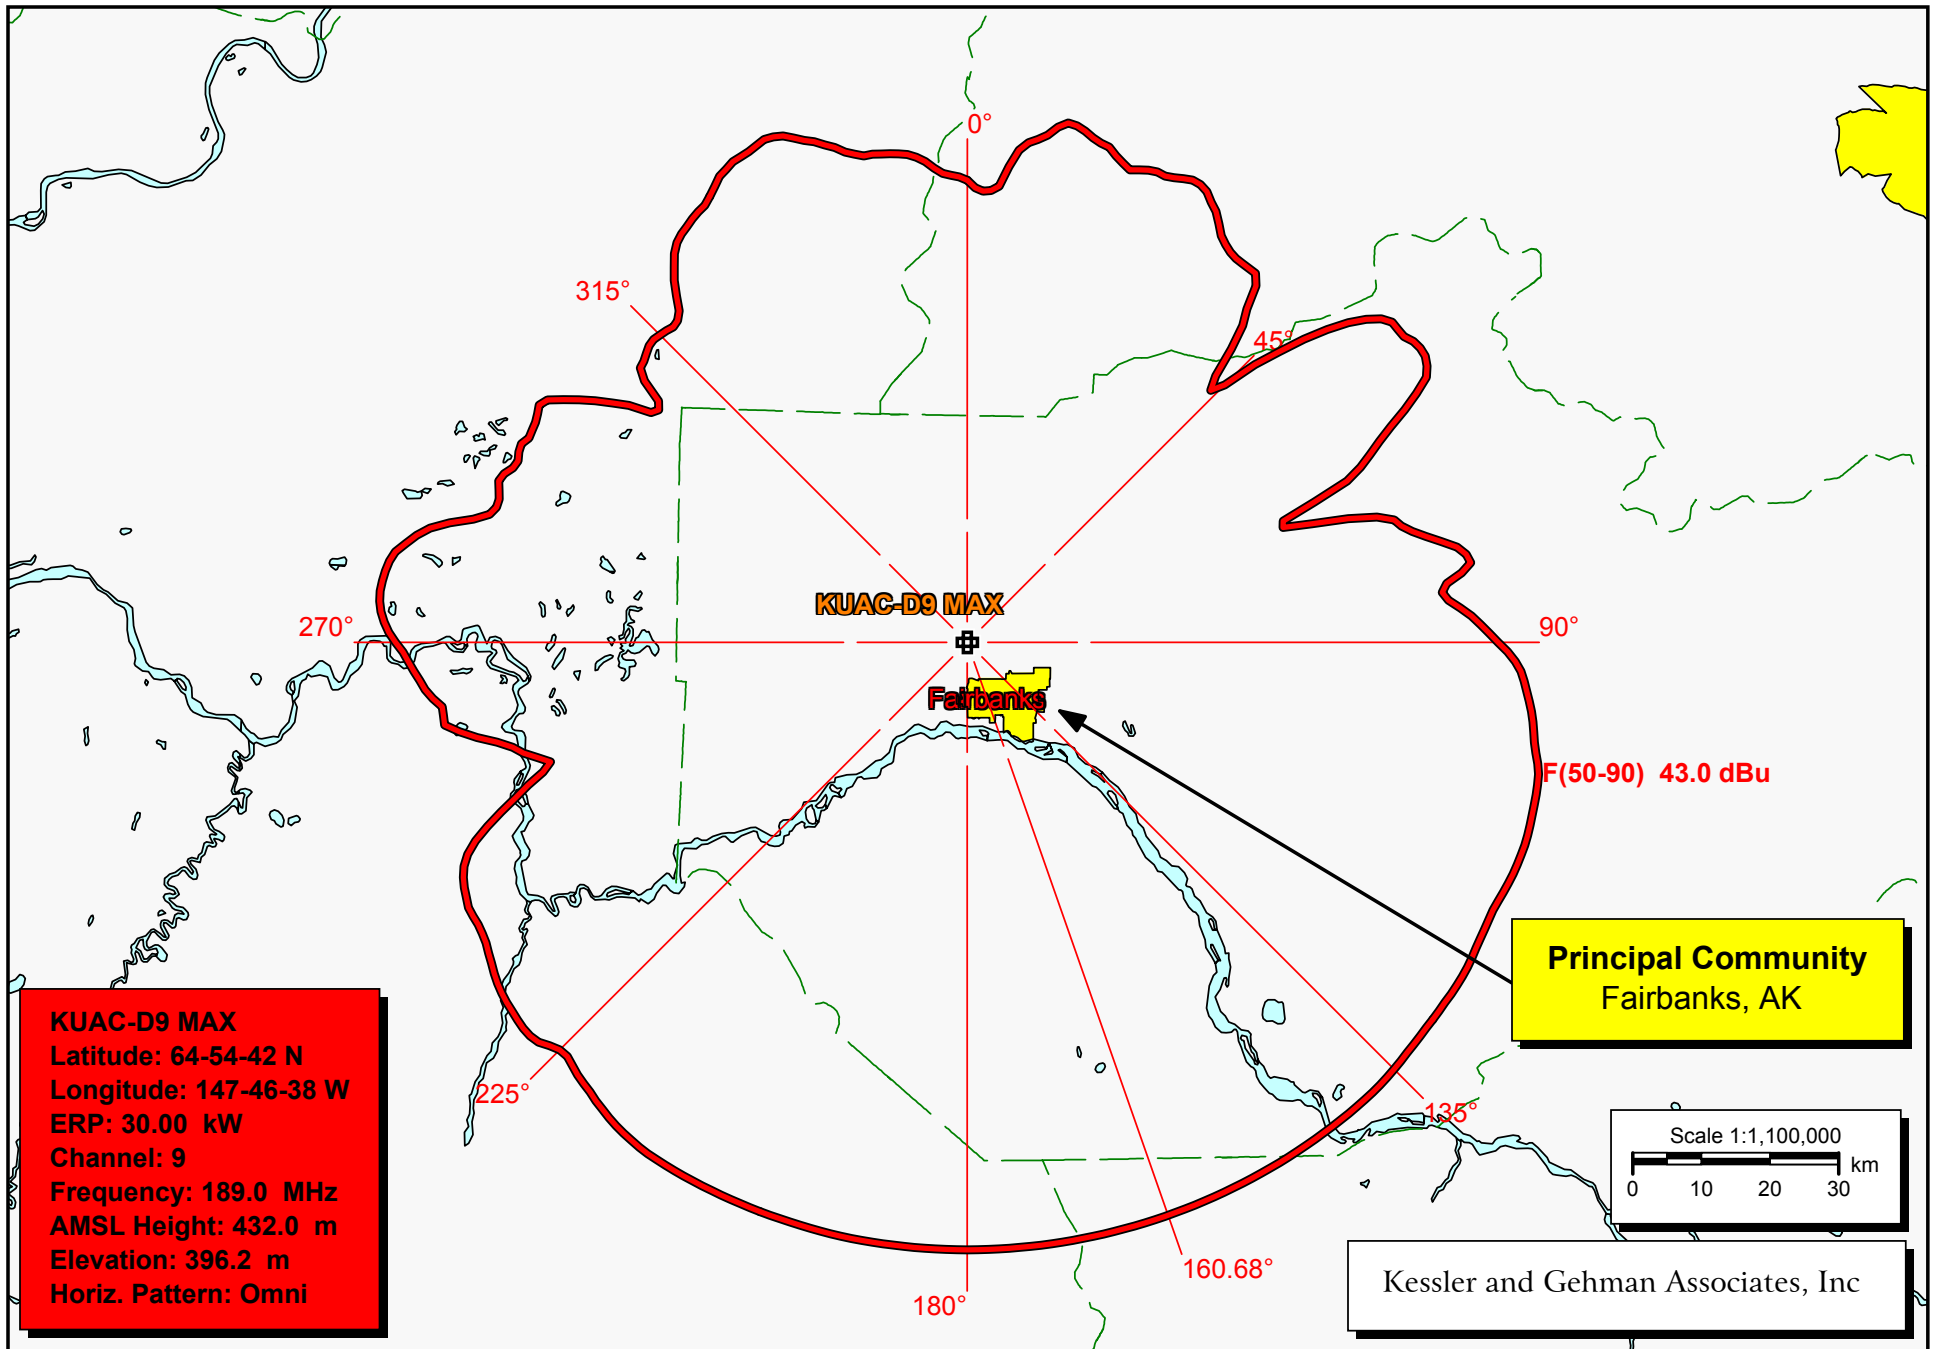 0°
315°
45°
KUAC-D9 MAX
270°
90°
Fairbanks
F(50-90) 43.0 dBu
Principal Community
Fairbanks, AK
KUAC-D9 MAX
Latitude: 64-54-42 N
Longitude: 147-46-38 W
ERP: 30.00 kW
Channel: 9
Frequency: 189.0 MHz
AMSL Height: 432.0 m
Elevation: 396.2 m
Horiz. Pattern: Omni
225°
135°
Scale 1:1,100,000
km
0 10 20 30
160.68°
180°
Kessler and Gehman Associates, Inc